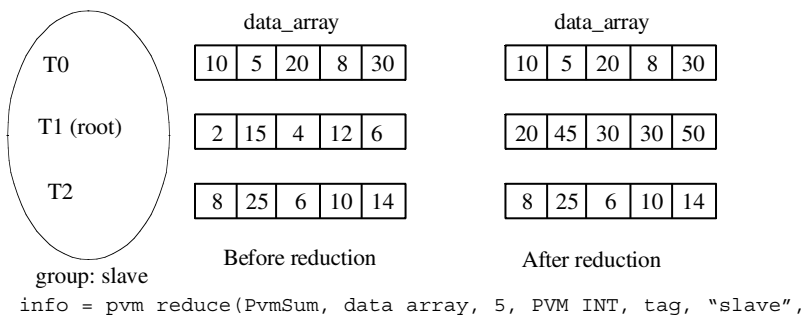 data_array data_array
T0 10 5 20 8 30 10 5 20 8 30
T1 (root) 2 15 4 12 6 20 45 30 30 50
T2 8 25 6 10 14 8 25 6 10 14
Before reduction After reduction
group: slave
info = pvm reduce(PvmSum, data array, 5, PVM INT, tag, “slave”,